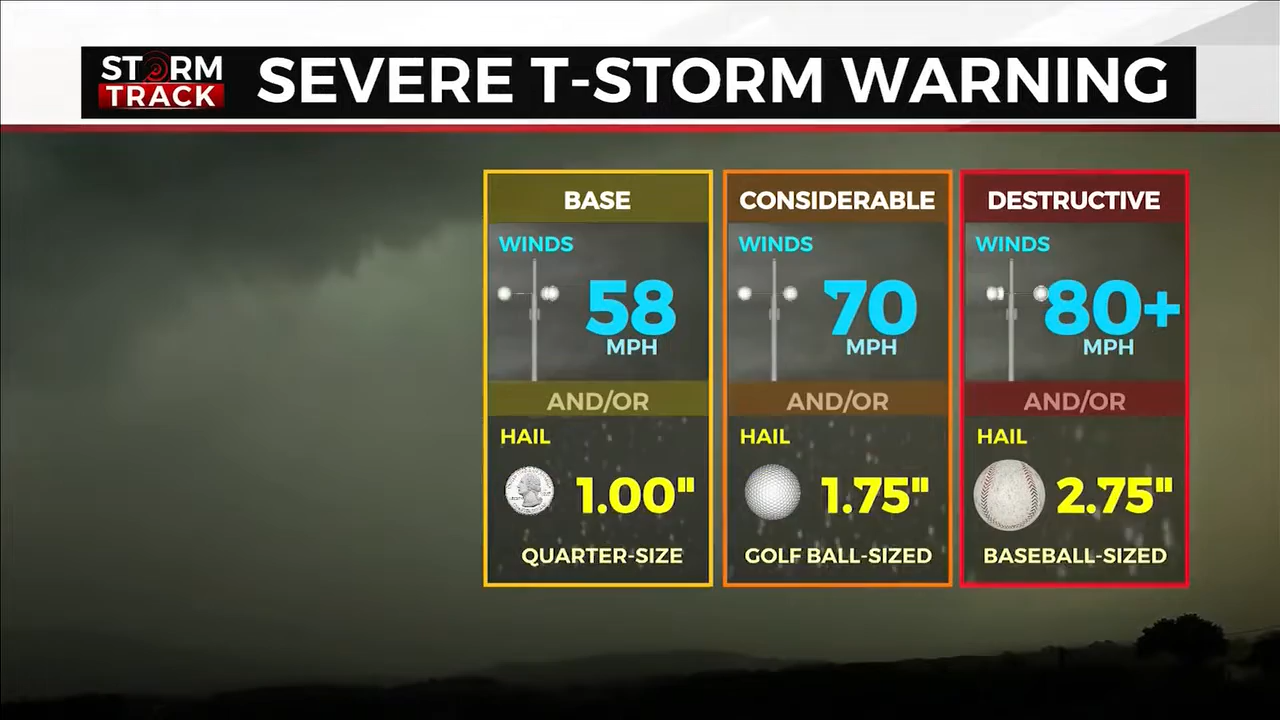 STORM
TRACK
SEVERE T-STORM WARNING
BASE
WINDS
58
MPH
AND/OR
HAIL
1.00"
QUARTER-SIZE
CONSIDERABLE
WINDS
70
MPH
AND/OR
HAIL
1.75"
GOLF BALL-SIZED
DESTRUCTIVE
WINDS
80+
MPH
AND/OR
HAIL
2.75"
BASEBALL-SIZED